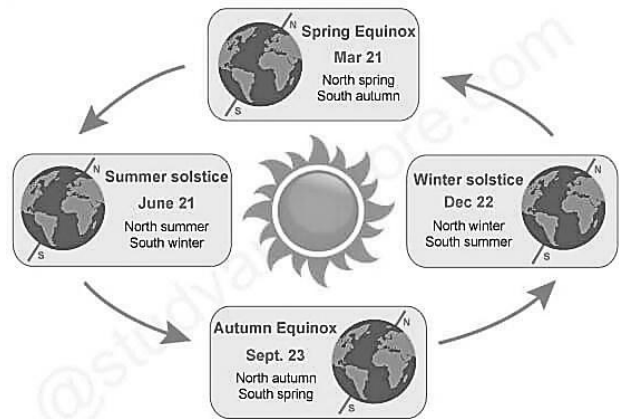 N
Spring Equinox
Mar 21
North spring
South autumn
S
N
Summer solstice
June 21
North summer
South winter
S
Winter solstice
Dec 22
North winter
South summer
N
S
Autumn Equinox
Sept. 23
North autumn
South spring
N
S